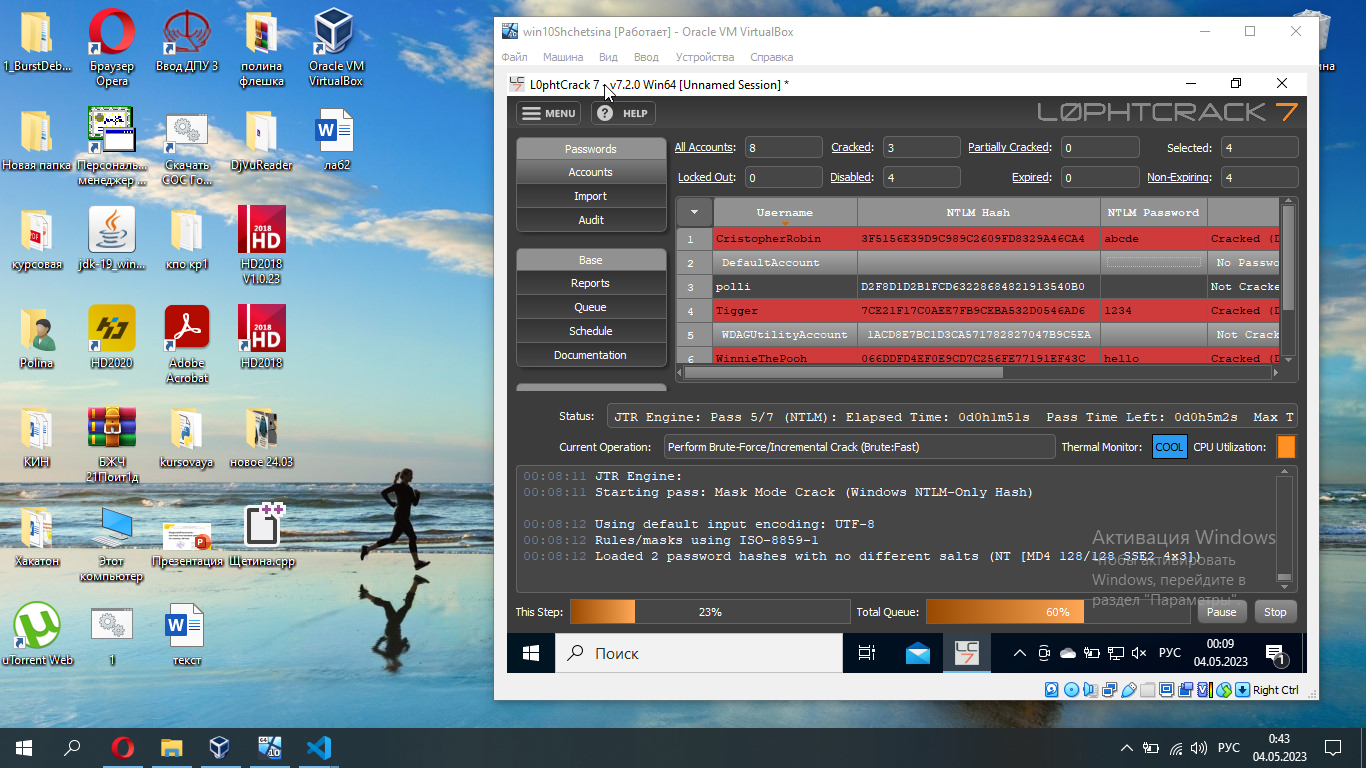 1_BurstDeb...
Браузер Opera
Ввод ДПУ 3
полина флешка
Oracle VM VirtualBox
Новая папка
Персональ... менеджер ...
Скачать СОС Го...
DjVuReader
лаб2
курсовая
jdk-19_win...
кпо кр1
HD2018 V1.0.23
Polina
HD2020
Adobe Acrobat
HD2018
КИН
БЖЧ 21Поит1д
kursovaya
новое 24.03
Хакатон
Этот компьютер
Презентация
Щетина.cpp
uTorrent Web
1
текст
win10Shchetsina [Работает] - Oracle VM VirtualBox
Файл Машина Вид Ввод Устройства Справка
L0phtCrack 7 - v7.2.0 Win64 [Unnamed Session] *
MENU HELP L0PHTCRACK 7
Passwords
Accounts
Import
Audit
Base
Reports
Queue
Schedule
Documentation
All Accounts: 8 Cracked: 3 Partially Cracked: 0 Selected: 4
Locked Out: 0 Disabled: 4 Expired: 0 Non-Expiring: 4
Username NTLM Hash NTLM Password
1 CristopherRobin 3F5156E39D9C989C2609FD8329A46CA4 abcde Cracked (D
2 DefaultAccount No Passwo
3 polli D2F8D1D2B1FCD63228684821913540B0 Not Cracke
4 Tigger 7CE21F17C0AEE7FB9CEBA532D0546AD6 1234 Cracked (D
5 WDAGUtilityAccount 1ACD8E7BC1D3CA571782827047B9C5EA Not Crack
6 WinnieThePooh 066DDFD4EF0E9CD7C256FE77191EF43C hello Cracked (D
Status: JTR Engine: Pass 5/7 (NTLM): Elapsed Time: 0d0h1m51s Pass Time Left: 0d0h5m2s Max T
Current Operation: Perform Brute-Force/Incremental Crack (Brute:Fast) Thermal Monitor: COOL CPU Utilization:
00:08:11 JTR Engine:
00:08:11 Starting pass: Mask Mode Crack (Windows NTLM-Only Hash)
00:08:12 Using default input encoding: UTF-8
00:08:12 Rules/masks using ISO-8859-1
00:08:12 Loaded 2 password hashes with no different salts (NT [MD4 128/128 SSE2 4x3])
Активация Windows
Чтобы активировать
Windows, перейдите в
раздел "Параметры".
This Step: 23% Total Queue: 60% Pause Stop
Поиск РУС 00:09
04.05.2023 1
Right Ctrl
РУС 0:43
04.05.2023